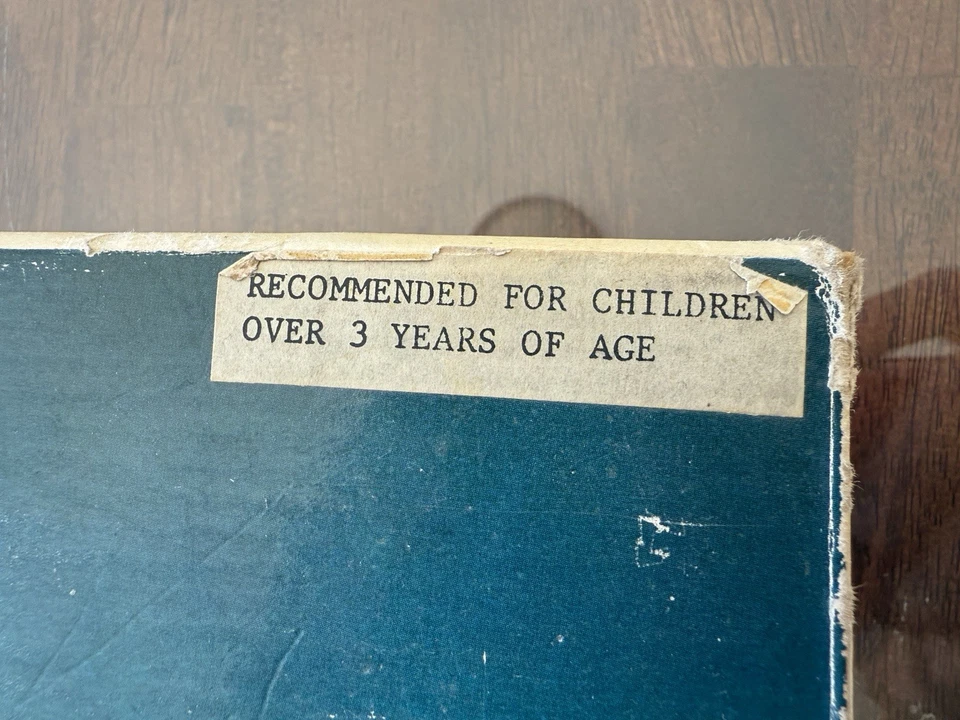 RECOMMENDED FOR CHILDREN
OVER 3 YEARS OF AGE